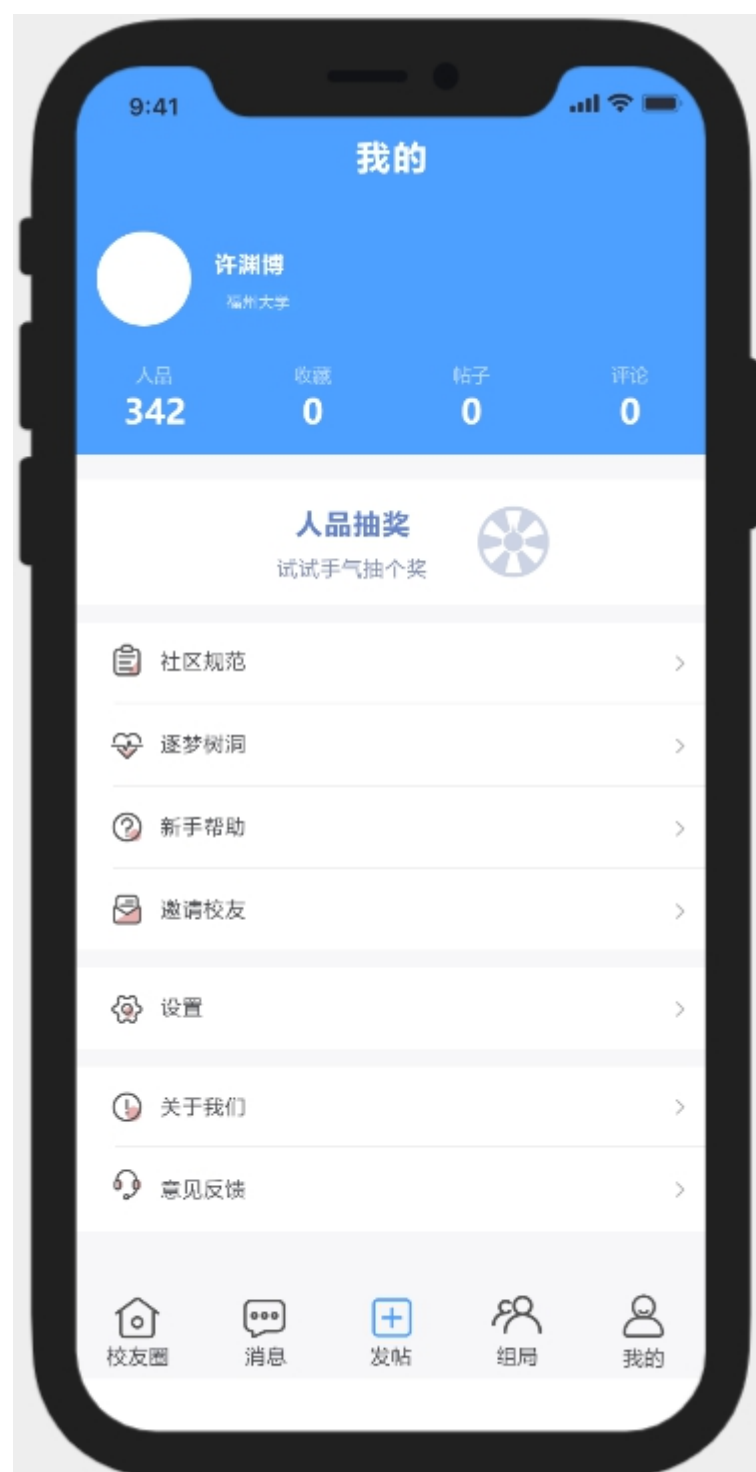 9:41
我的
许渊博
福州大学
人品 收藏 帖子 评论
342 0 0 0
人品抽奖
试试手气抽个奖
社区规范
逐梦树洞
新手帮助
邀请校友
设置
关于我们
意见反馈
校友圈 消息 发帖 组局 我的